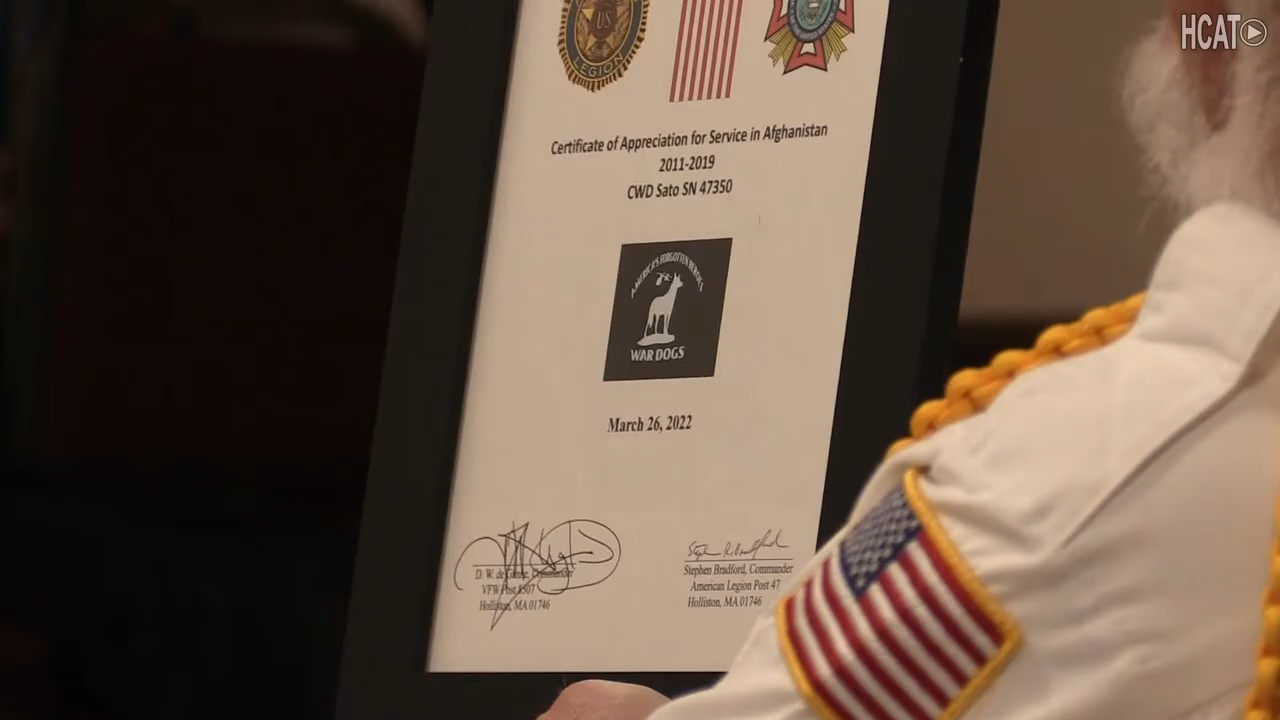 HCAT
US
LEGION
Certificate of Appreciation for Service in Afghanistan
2011-2019
CWD Sato SN 47350
AMERICA'S FORGOTTEN HEROES
WAR DOGS
March 26, 2022
D. W. Commander
VFW Post
Holliston, MA 01746
Stephen Bradford, Commander
American Legion Post 47
Holliston, MA 01746